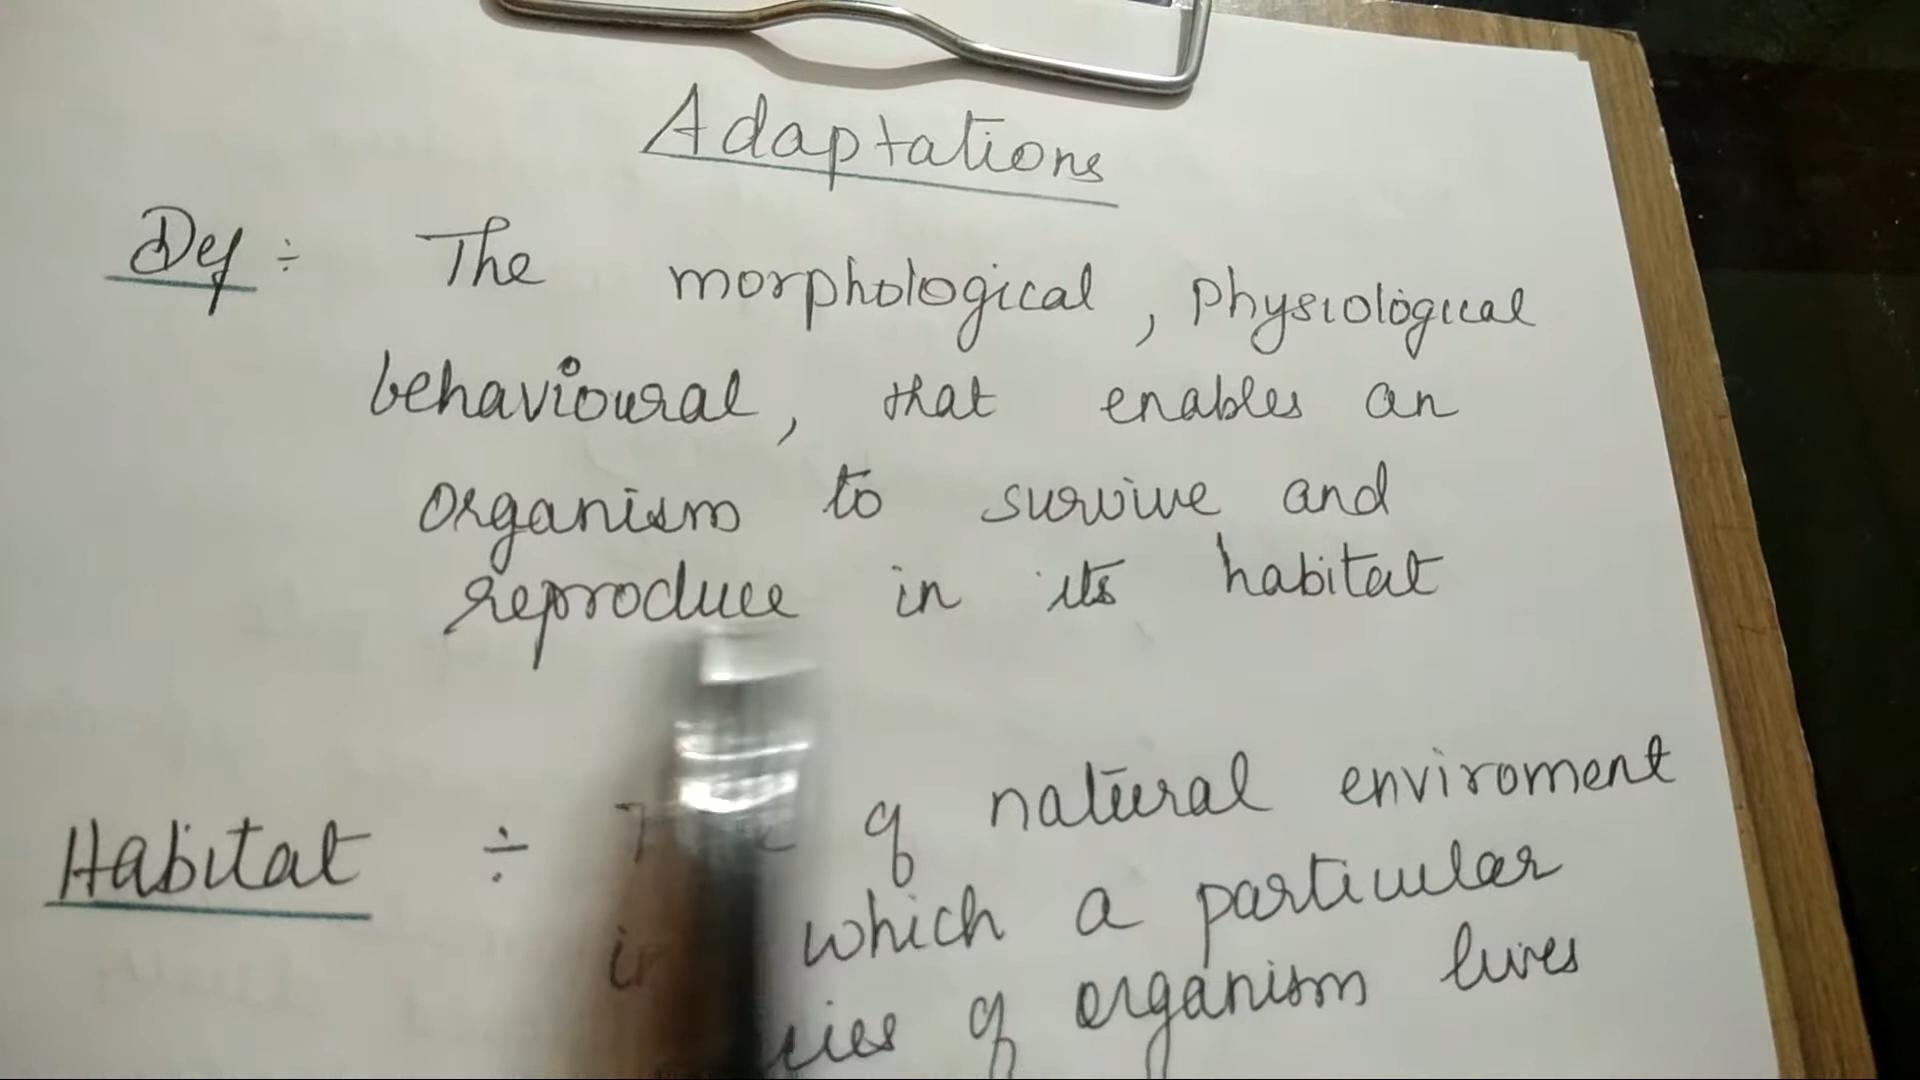 Adaptations
Def ÷ The morphological, physiological
behavioural, that enables an
organism to survive and
reproduce in its habitat
Habitat ÷ of natural enviroment
which a particular
of organism lives